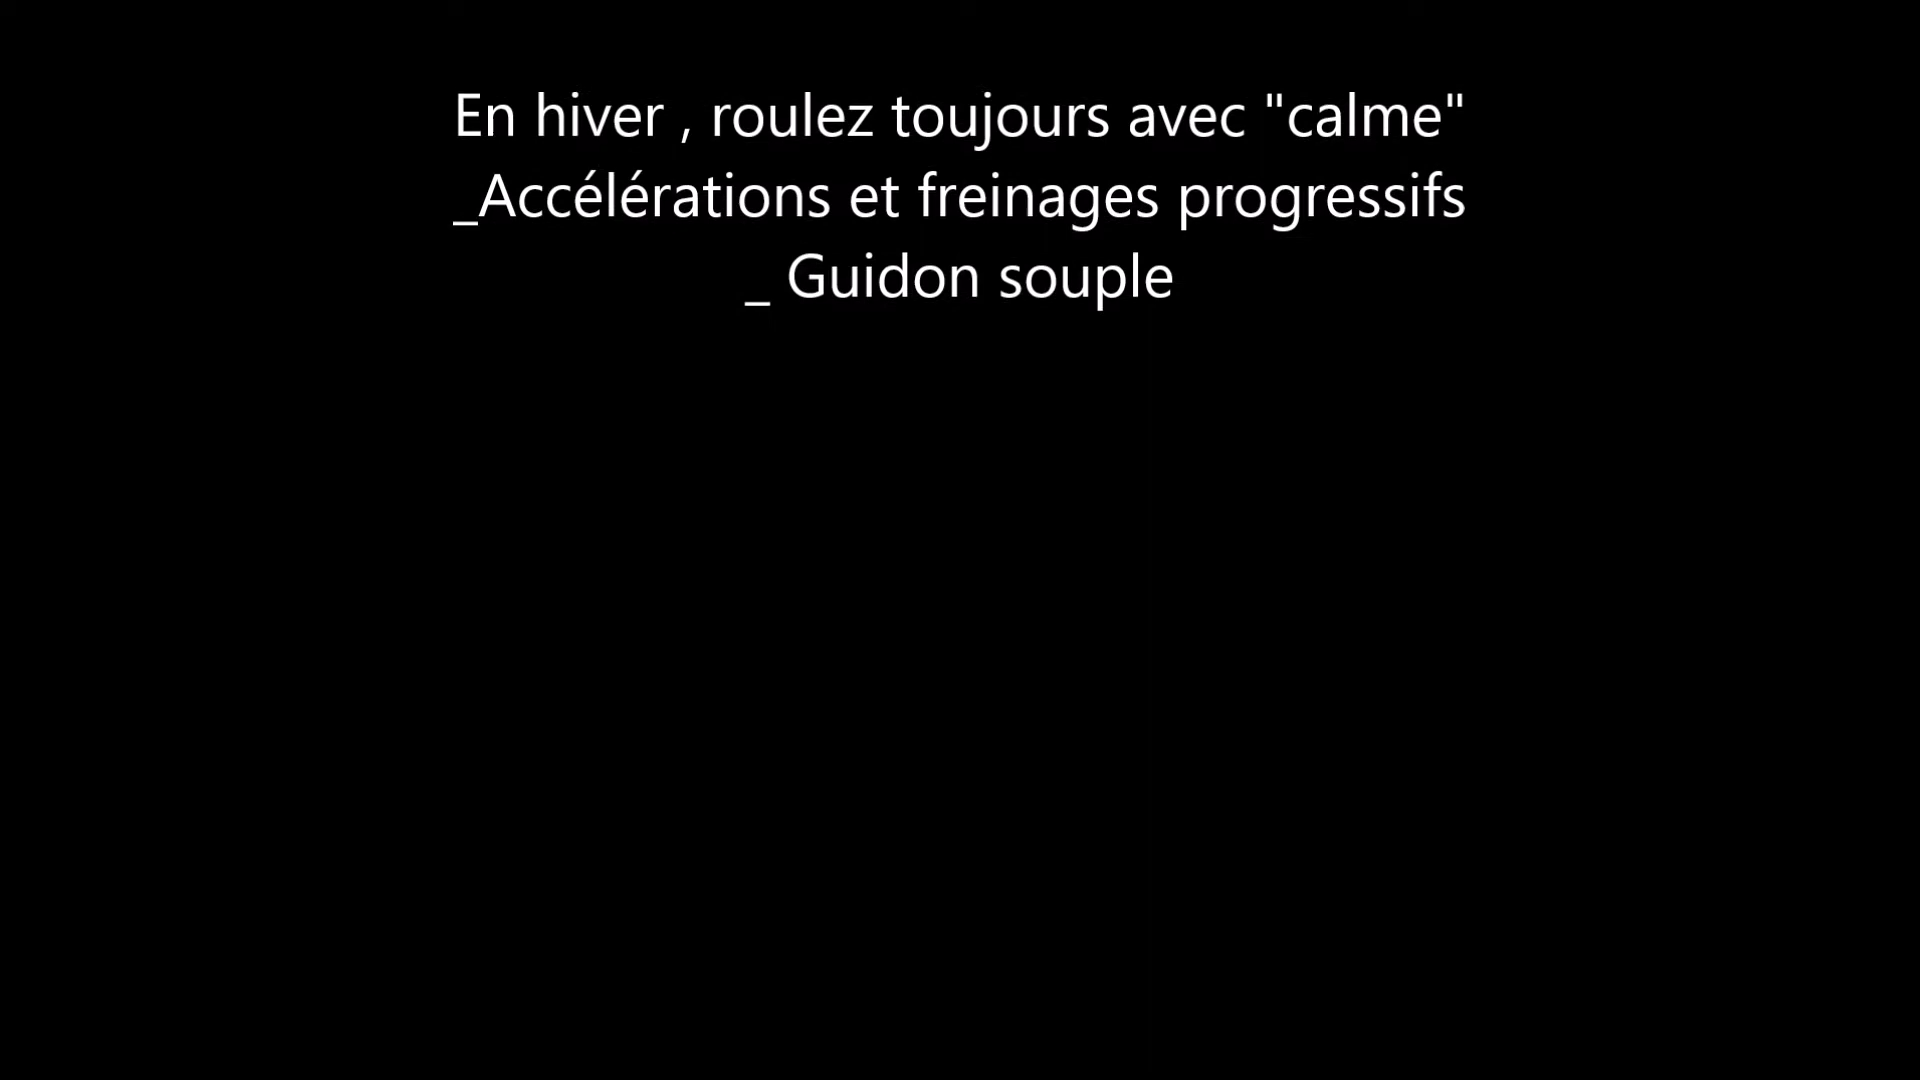 En hiver , roulez toujours avec "calme"
_Accélérations et freinages progressifs
_ Guidon souple